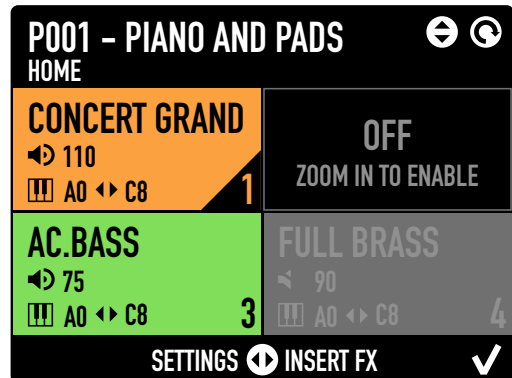 P001 - PIANO AND PADS
HOME
CONCERT GRAND
110
A0 C8
1
OFF
ZOOM IN TO ENABLE
AC.BASS
75
A0 C8
3
FULL BRASS
90
A0 C8
4
SETTINGS INSERT FX